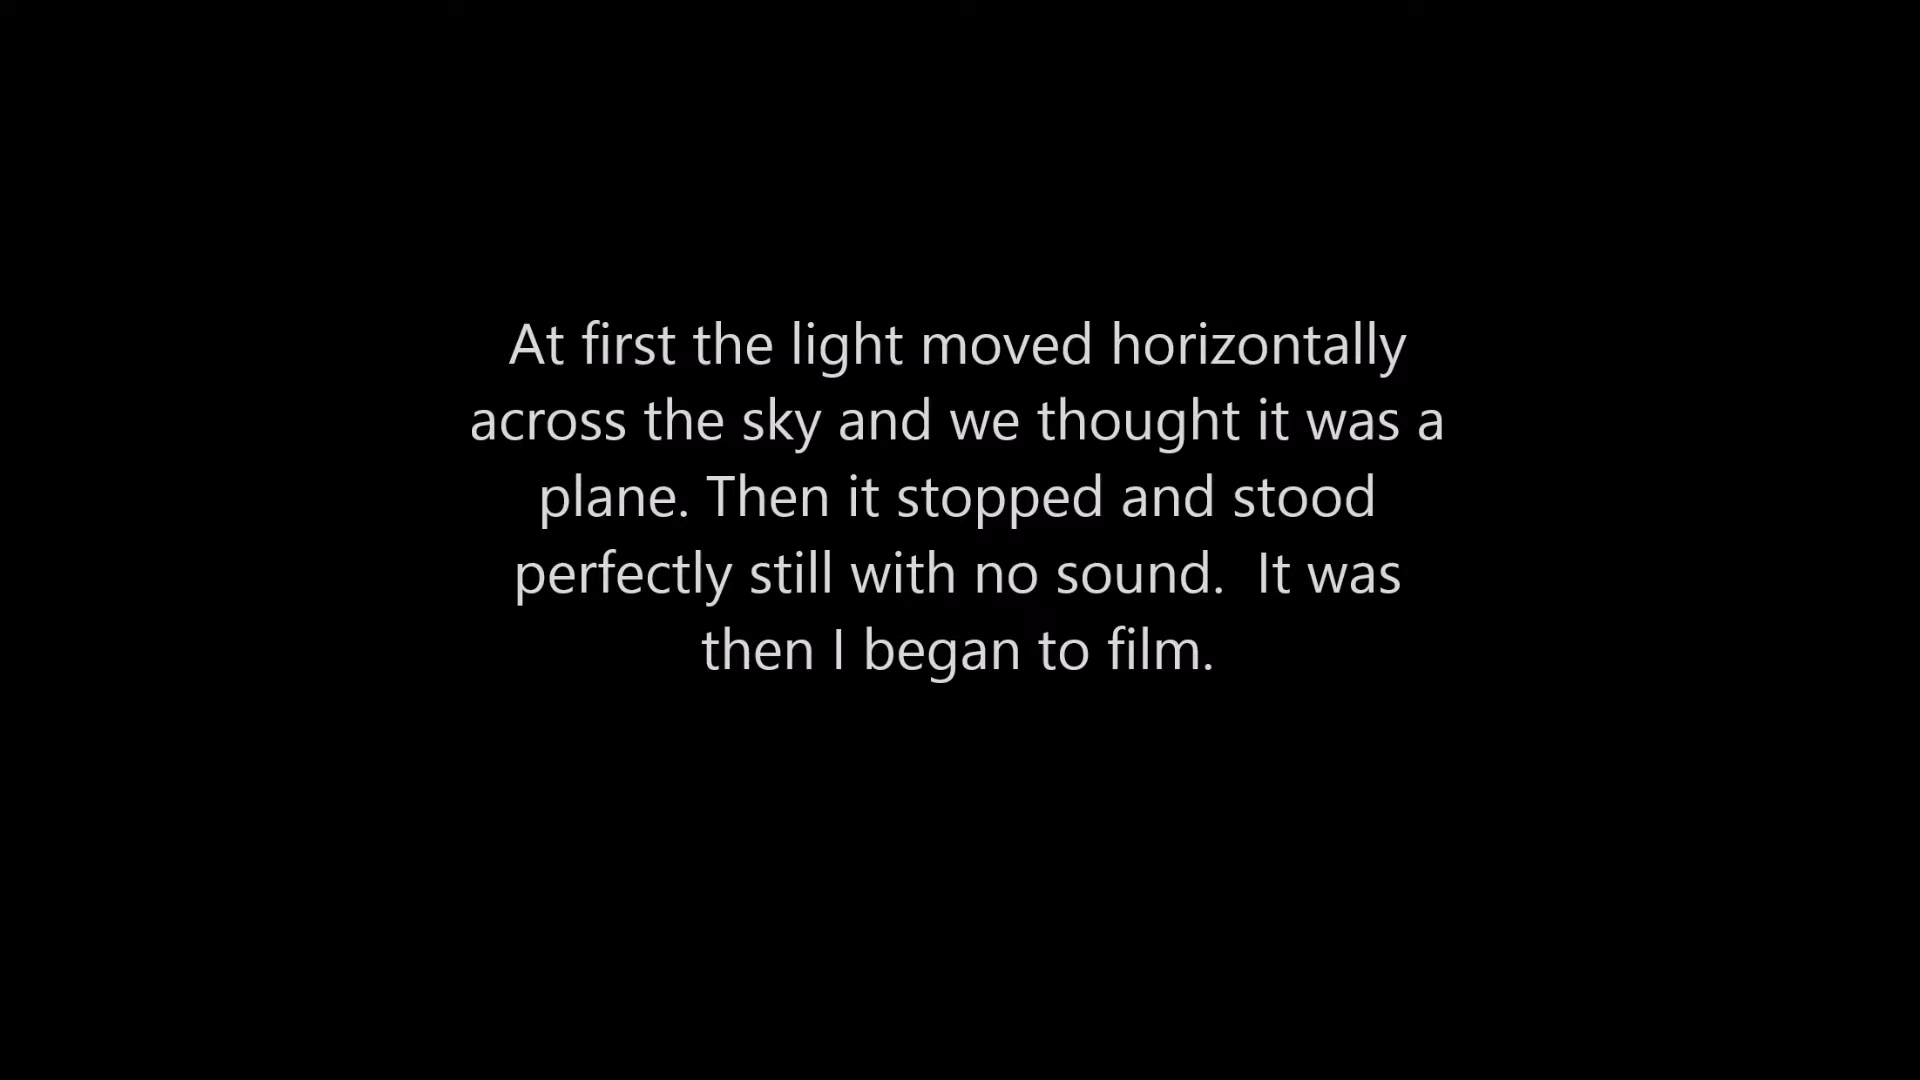 At first the light moved horizontally
across the sky and we thought it was a
plane. Then it stopped and stood
perfectly still with no sound.  It was
then I began to film.